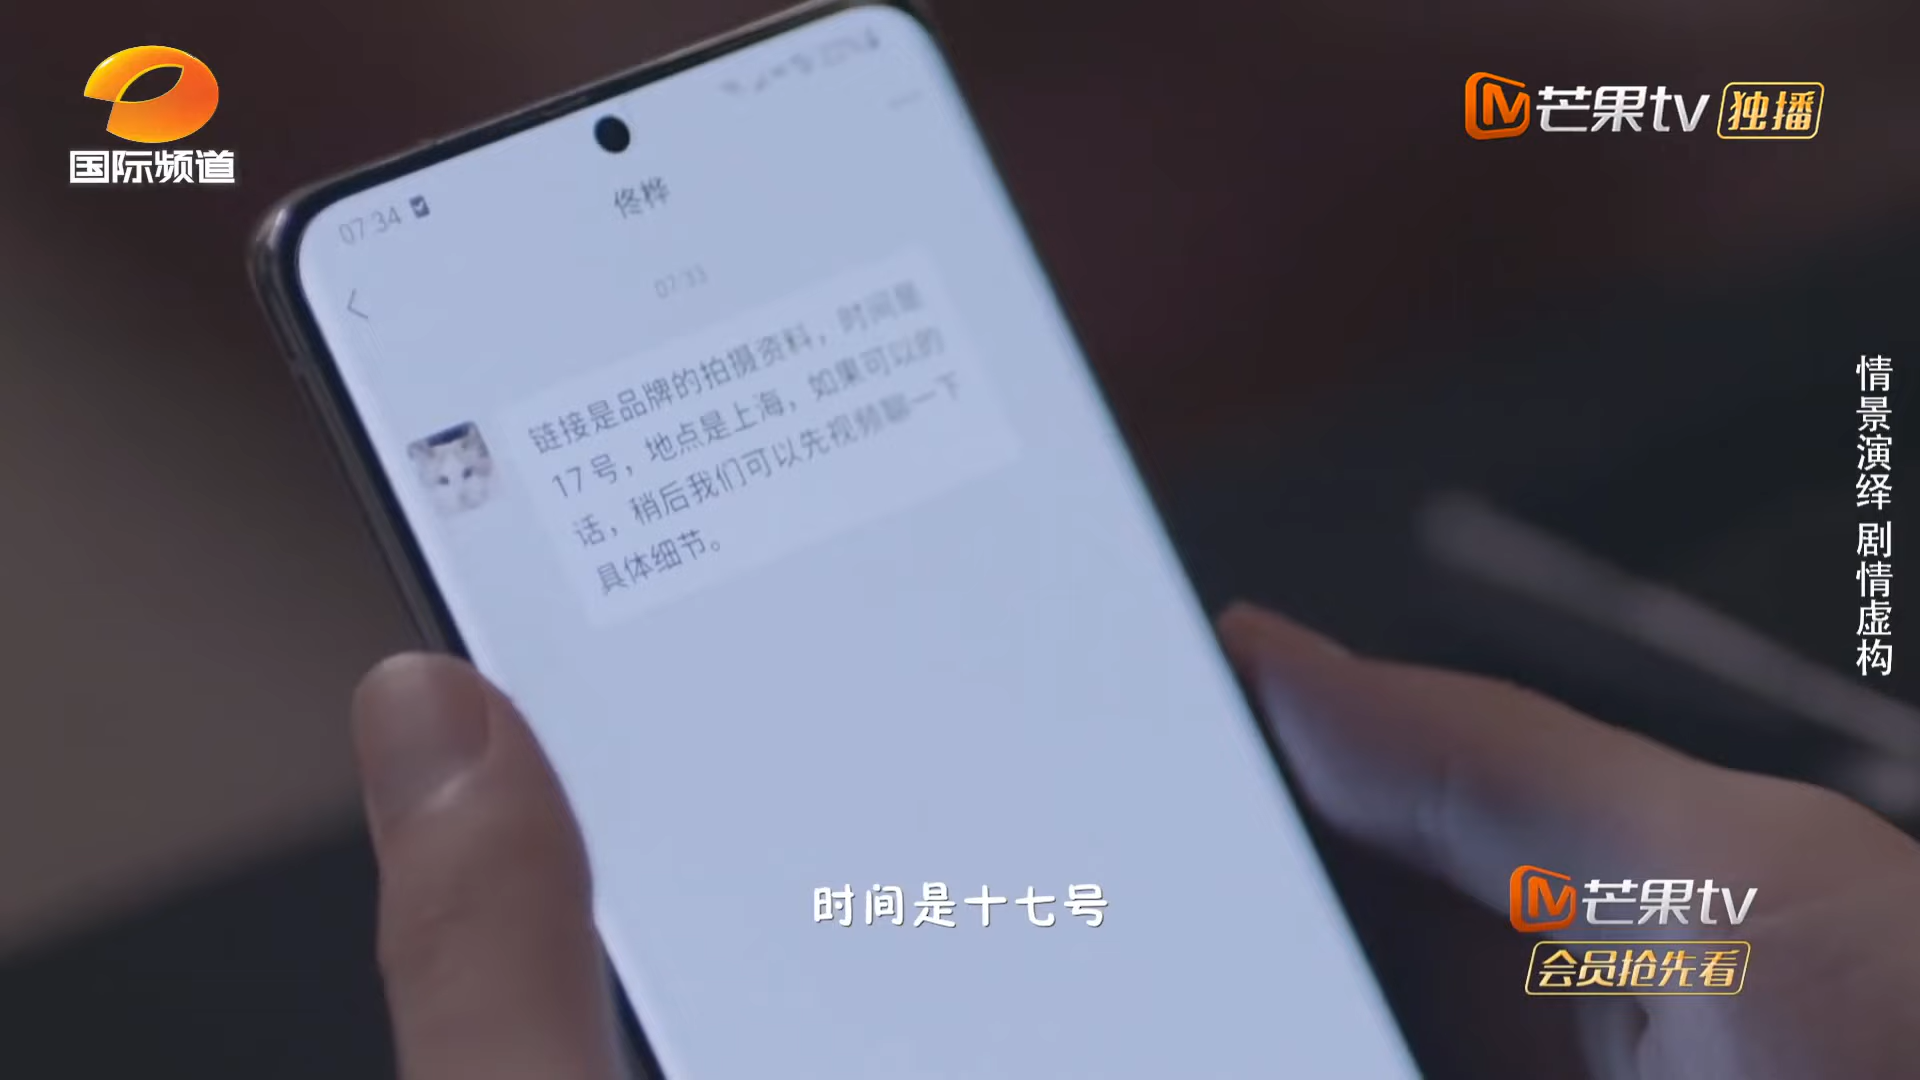 国际频道
芒果tv 独播
07:34
佟桦
07:33
链接是品牌的拍摄资料，时间是
17号，地点是上海，如果可以的
话，稍后我们可以先视频聊一下
具体细节。
情景演绎 剧情虚构
时间是十七号
芒果tv
会员抢先看